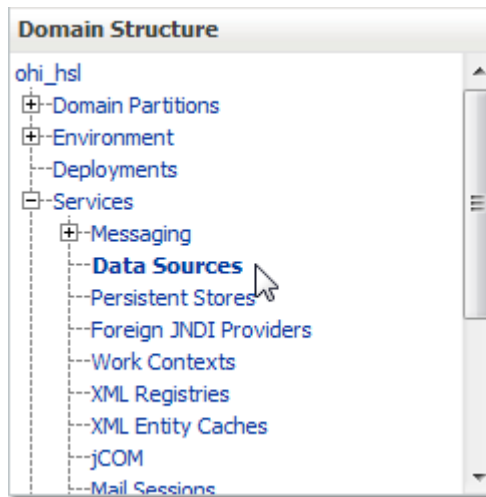 Domain Structure
ohi_hsl
Domain Partitions
Environment
Deployments
Services
Messaging
Data Sources
Persistent Stores
Foreign JNDI Providers
Work Contexts
XML Registries
XML Entity Caches
jCOM
Mail Sessions